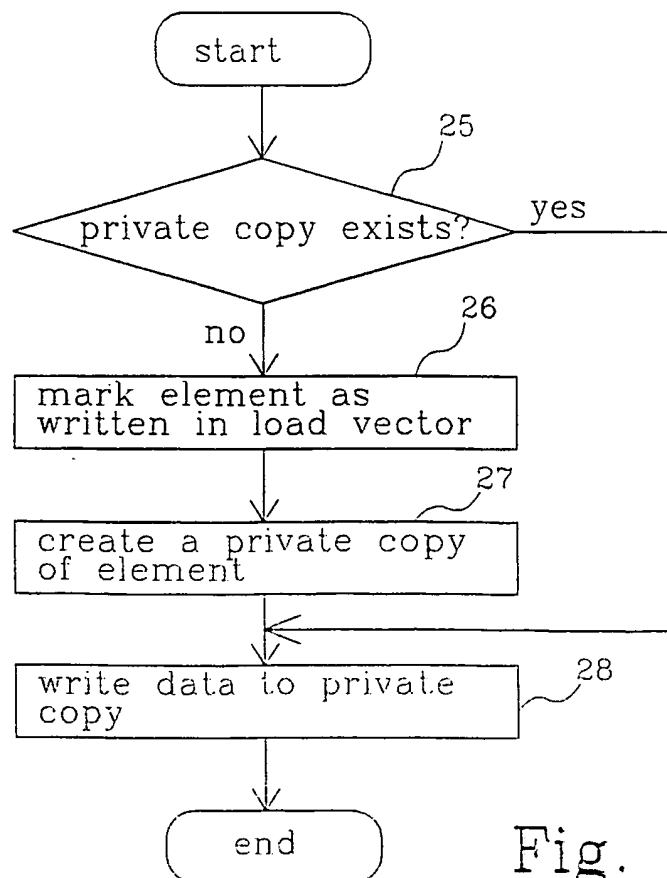 start
25
private copy exists?
yes
no
26
mark element as
written in load vector
27
create a private copy
of element
write data to private
copy
28
end
Fig.